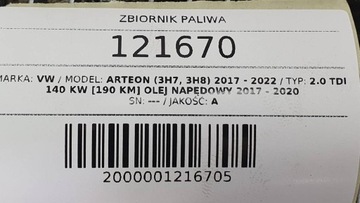 ZBIORNIK PALIWA
121670
MARKA: VW / MODEL: ARTEON (3H7, 3H8) 2017 - 2022 / TYP: 2.0 TDI
140 KW [190 KM] OLEJ NAPĘDOWY 2017 - 2020
SN: --- / JAKOŚĆ: A
2000001216705